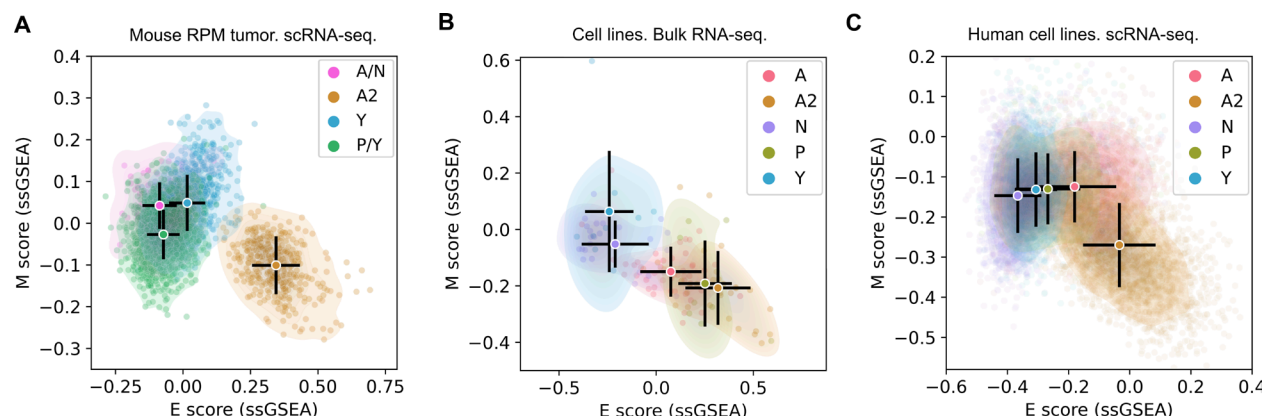 A
Mouse RPM tumor. scRNA-seq.
M score (ssGSEA)
0.4
0.3
0.2
0.1
0.0
−0.1
−0.2
−0.3
A/N
A2
Y
P/Y
−0.25
0.00
0.25
0.50
0.75
E score (ssGSEA)
B
Cell lines. Bulk RNA-seq.
M score (ssGSEA)
0.6
0.4
0.2
0.0
−0.2
−0.4
A
A2
N
P
Y
−0.5
0.0
0.5
E score (ssGSEA)
C
Human cell lines. scRNA-seq.
M score (ssGSEA)
0.2
0.1
0.0
−0.1
−0.2
−0.3
−0.4
−0.5
A
A2
N
P
Y
−0.6
−0.4
−0.2
0.0
0.2
0.4
E score (ssGSEA)